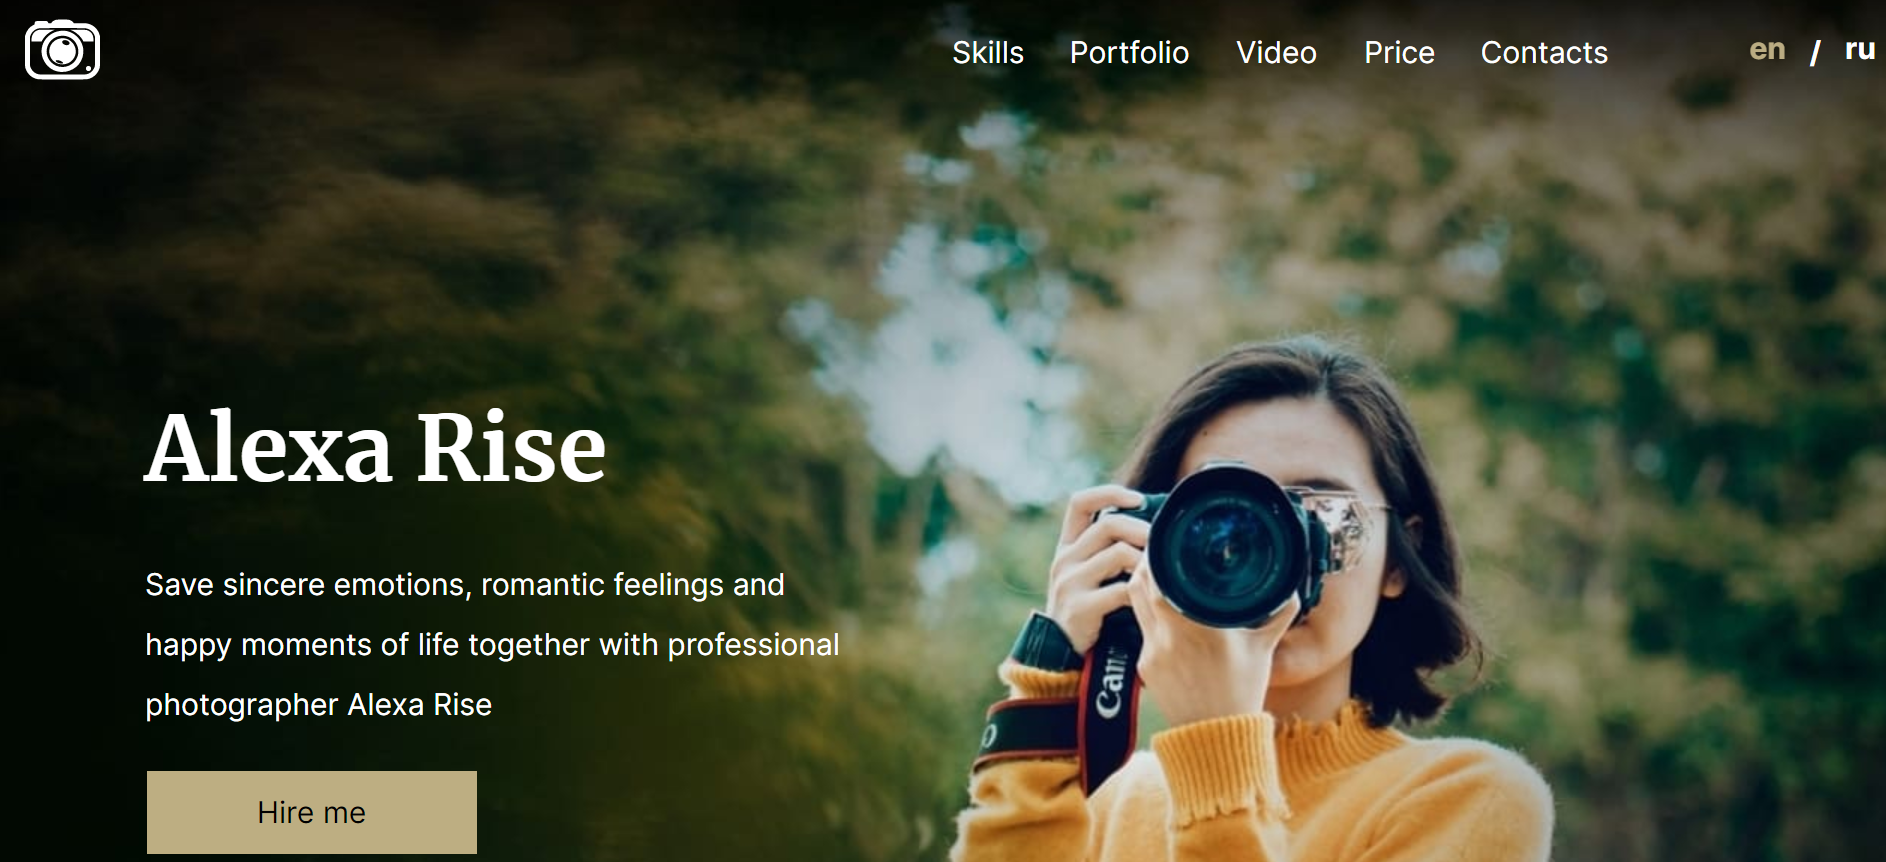 Skills Portfolio Video Price Contacts en / ru
Alexa Rise
Save sincere emotions, romantic feelings and
happy moments of life together with professional
photographer Alexa Rise
Hire me
Can